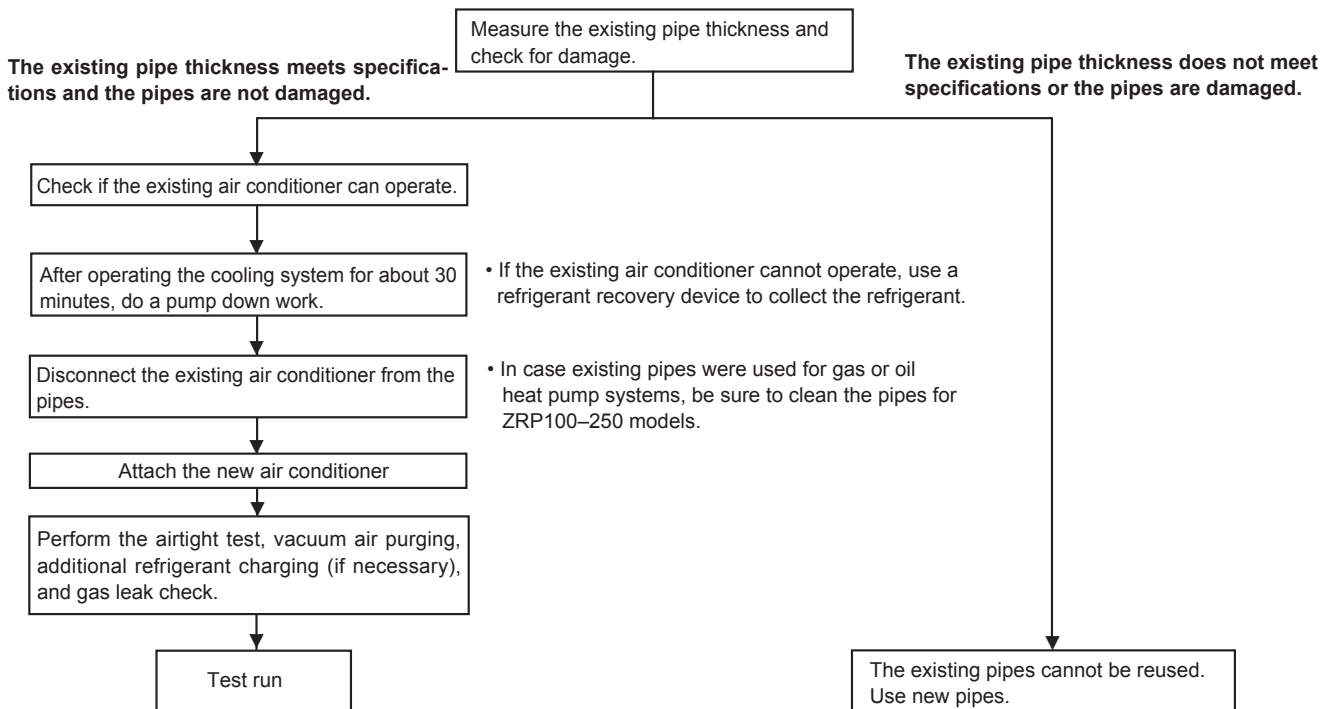 Measure the existing pipe thickness and
check for damage.
The existing pipe thickness meets specifica-
tions and the pipes are not damaged.
The existing pipe thickness does not meet
specifications or the pipes are damaged.
Check if the existing air conditioner can operate.
After operating the cooling system for about 30
minutes, do a pump down work.
• If the existing air conditioner cannot operate, use a
refrigerant recovery device to collect the refrigerant.
Disconnect the existing air conditioner from the
pipes.
• In case existing pipes were used for gas or oil
heat pump systems, be sure to clean the pipes for
ZRP100–250 models.
Attach the new air conditioner
Perform the airtight test, vacuum air purging,
additional refrigerant charging (if necessary),
and gas leak check.
Test run
The existing pipes cannot be reused.
Use new pipes.